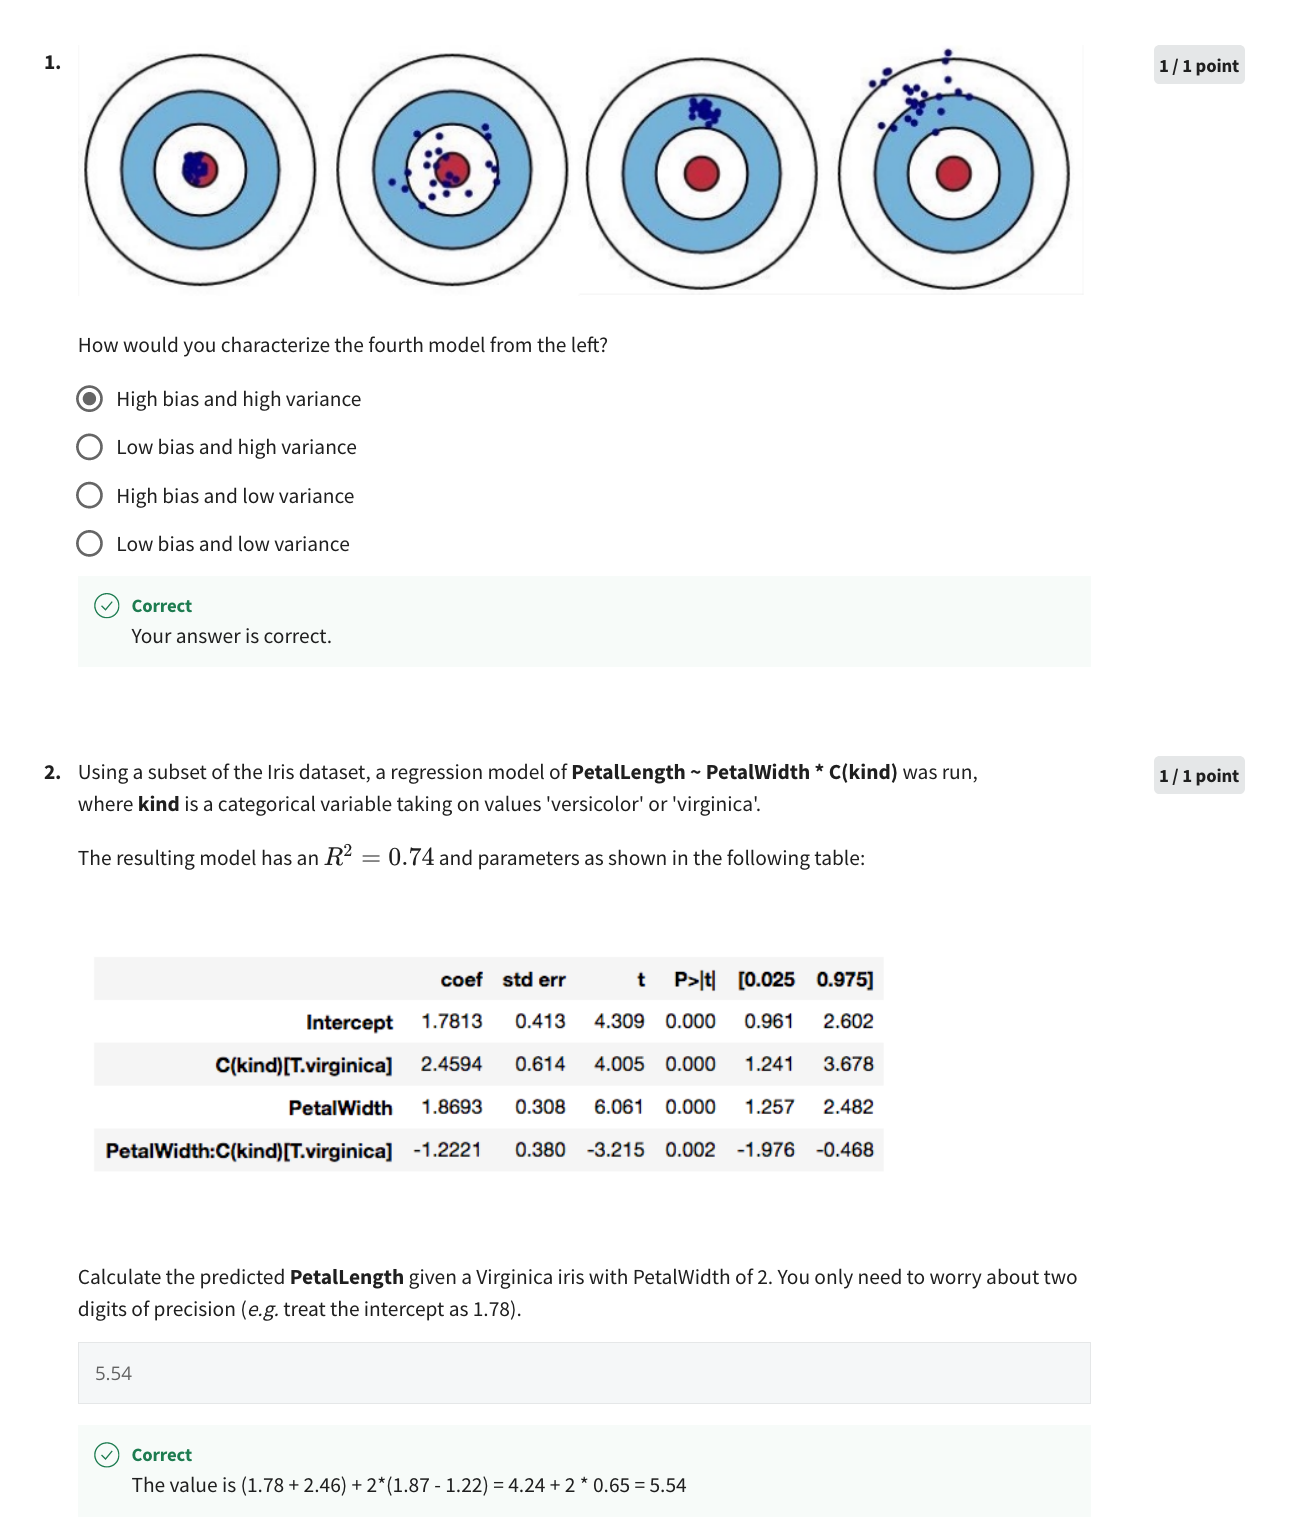 1.
1 / 1 point
How would you characterize the fourth model from the left?
High bias and high variance
Low bias and high variance
High bias and low variance
Low bias and low variance
Correct
Your answer is correct.
2. Using a subset of the Iris dataset, a regression model of PetalLength ~ PetalWidth * C(kind) was run,
1 / 1 point
where kind is a categorical variable taking on values 'versicolor' or 'virginica'.
The resulting model has an R² = 0.74 and parameters as shown in the following table:
coef std err t P>|t| [0.025 0.975]
Intercept 1.7813 0.413 4.309 0.000 0.961 2.602
C(kind)[T.virginica] 2.4594 0.614 4.005 0.000 1.241 3.678
PetalWidth 1.8693 0.308 6.061 0.000 1.257 2.482
PetalWidth:C(kind)[T.virginica] -1.2221 0.380 -3.215 0.002 -1.976 -0.468
Calculate the predicted PetalLength given a Virginica iris with PetalWidth of 2. You only need to worry about two
digits of precision (e.g. treat the intercept as 1.78).
5.54
Correct
The value is (1.78 + 2.46) + 2*(1.87 - 1.22) = 4.24 + 2 * 0.65 = 5.54